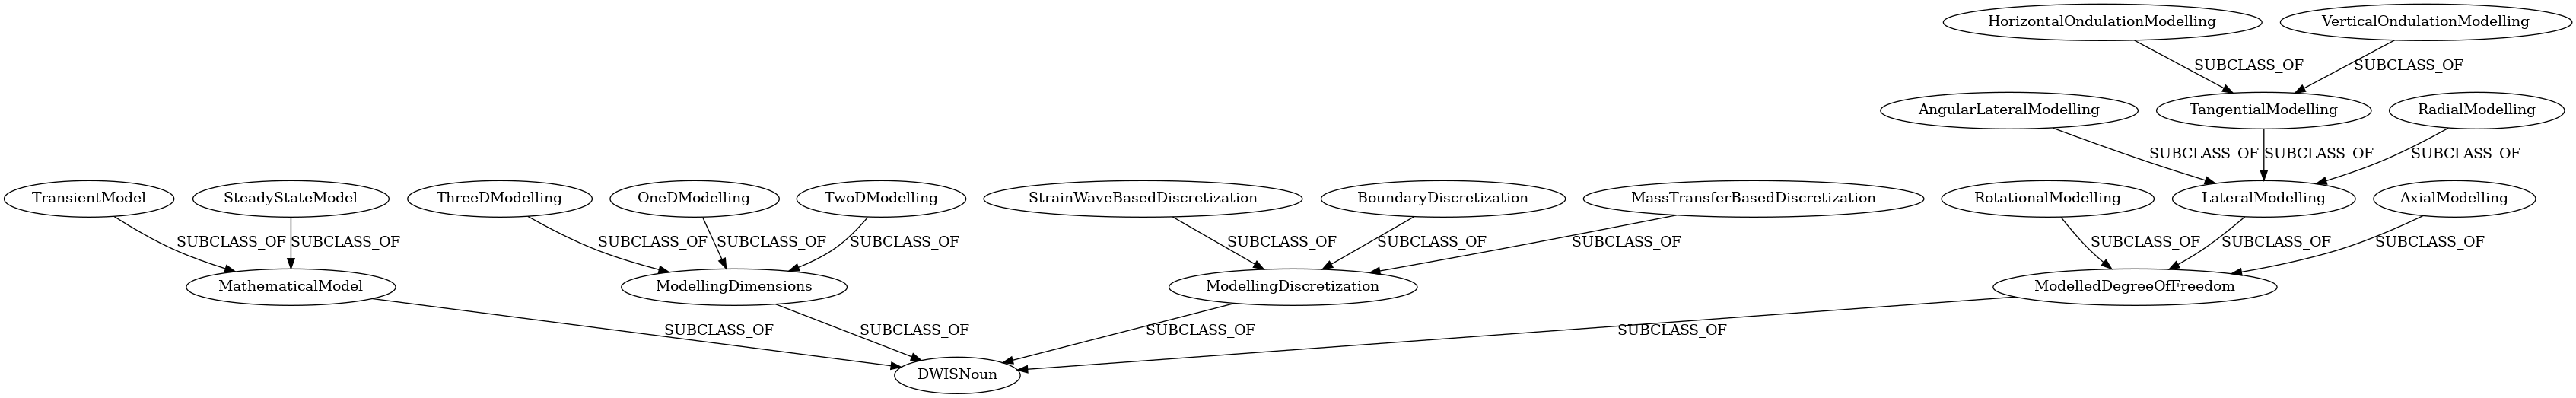 HorizontalOndulationModelling
VerticalOndulationModelling
SUBCLASS_OF
SUBCLASS_OF
AngularLateralModelling
TangentialModelling
RadialModelling
SUBCLASS_OF
SUBCLASS_OF
SUBCLASS_OF
TransientModel
SteadyStateModel
ThreeDModelling
OneDModelling
TwoDModelling
StrainWaveBasedDiscretization
BoundaryDiscretization
MassTransferBasedDiscretization
RotationalModelling
LateralModelling
AxialModelling
SUBCLASS_OF
SUBCLASS_OF
SUBCLASS_OF
SUBCLASS_OF
SUBCLASS_OF
SUBCLASS_OF
SUBCLASS_OF
SUBCLASS_OF
SUBCLASS_OF
SUBCLASS_OF
SUBCLASS_OF
MathematicalModel
ModellingDimensions
ModellingDiscretization
ModelledDegreeOfFreedom
SUBCLASS_OF
SUBCLASS_OF
SUBCLASS_OF
SUBCLASS_OF
DWISNoun